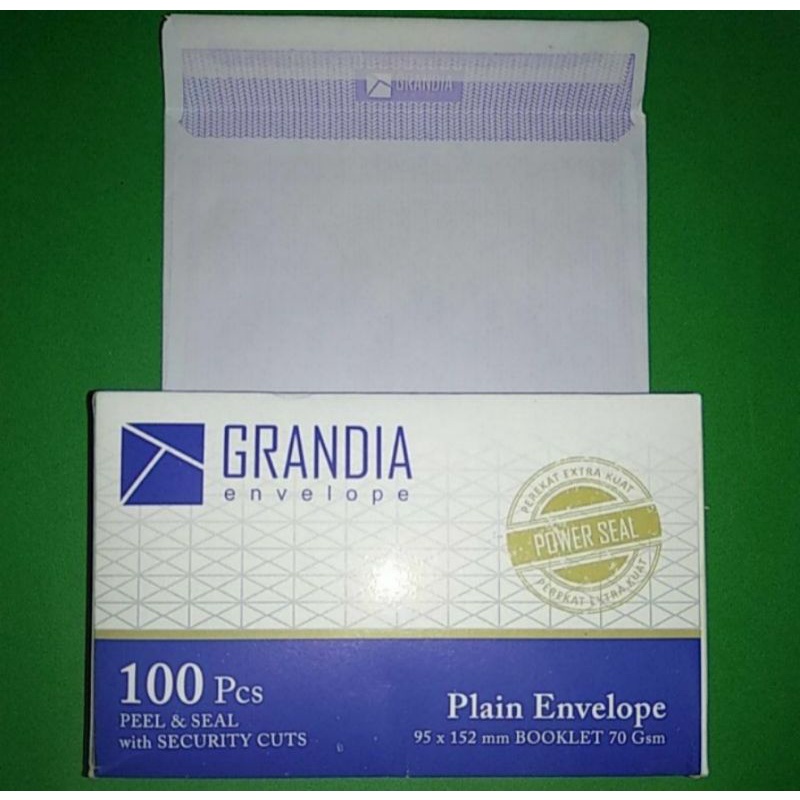 GRANDIA
GRANDIA
envelope
PEREKAT EXTRA KUAT
POWER SEAL
PEREKAT EXTRA KUAT
100 Pcs
PEEL & SEAL
with SECURITY CUTS
Plain Envelope
95 x 152 mm BOOKLET 70 Gsm